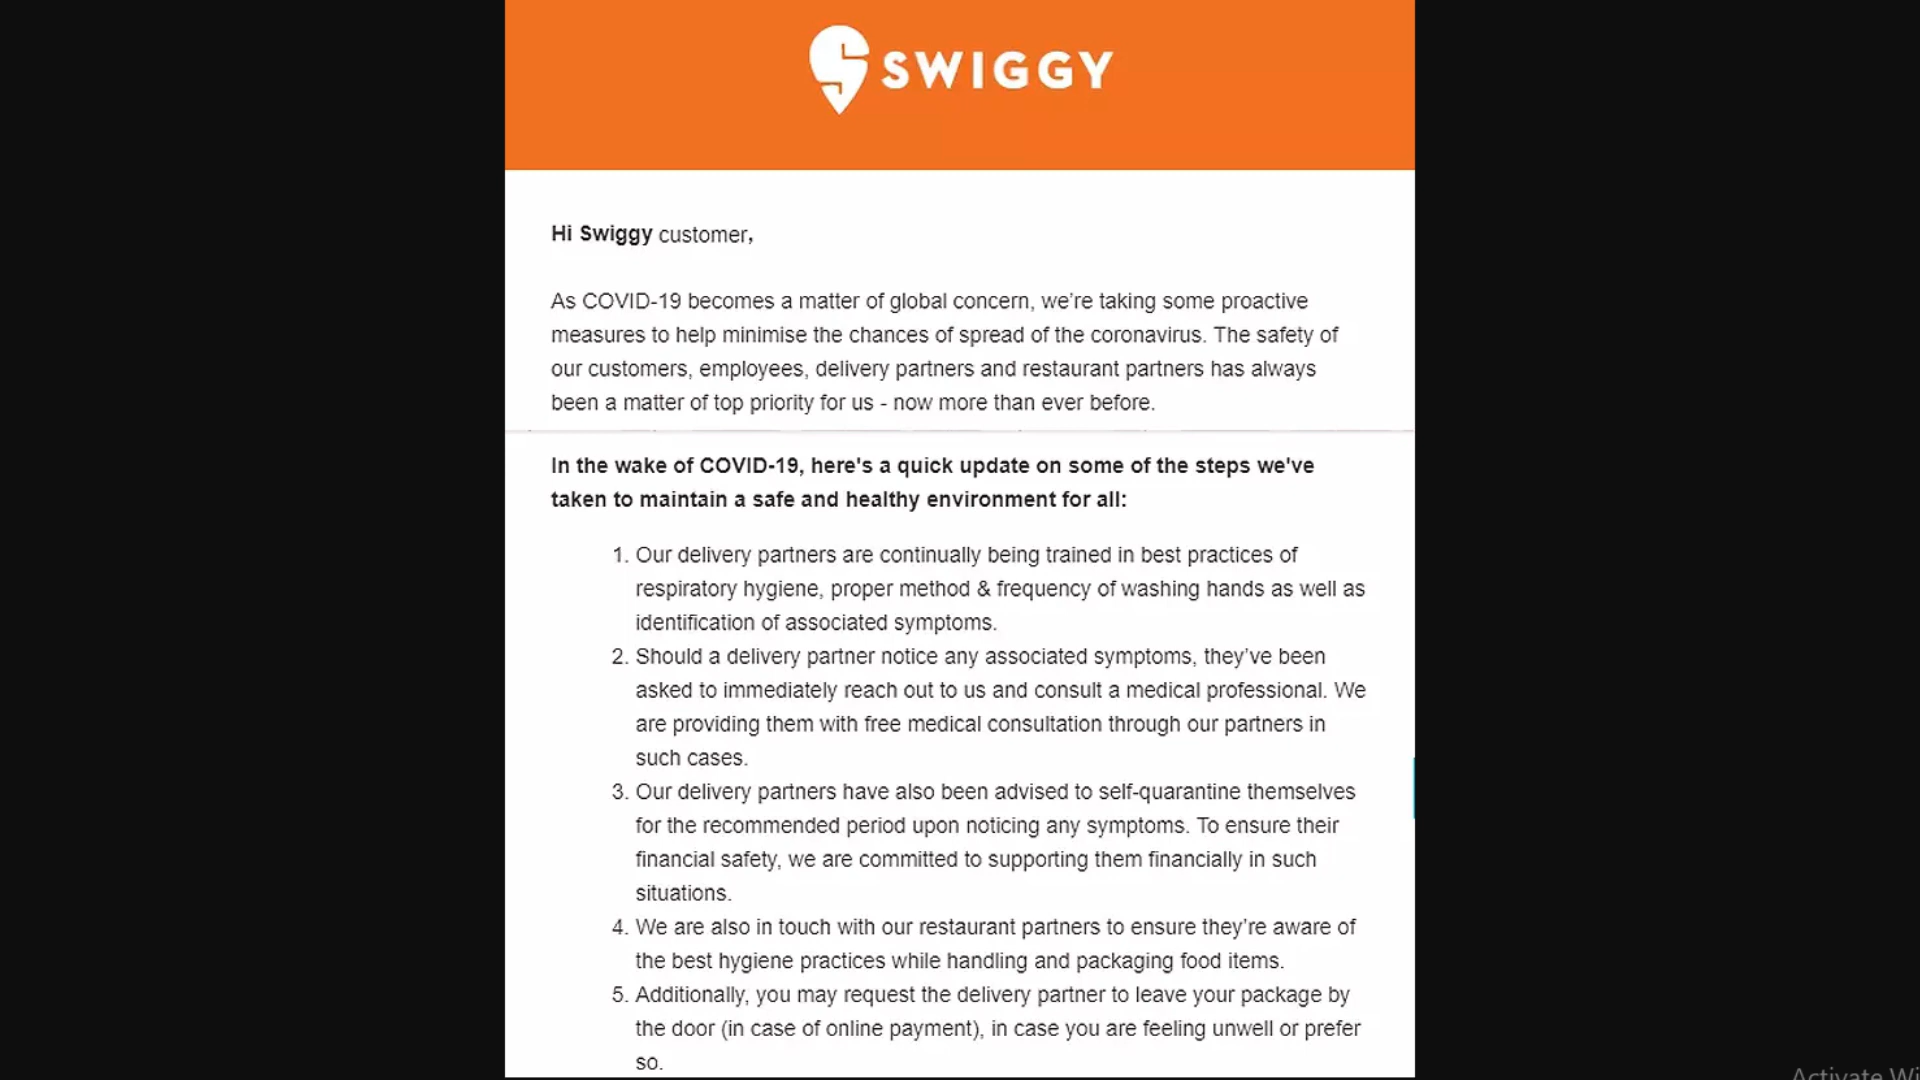 SWIGGY
Hi Swiggy customer,
As COVID-19 becomes a matter of global concern, we’re taking some proactive
measures to help minimise the chances of spread of the coronavirus. The safety of
our customers, employees, delivery partners and restaurant partners has always
been a matter of top priority for us - now more than ever before.
In the wake of COVID-19, here's a quick update on some of the steps we've
taken to maintain a safe and healthy environment for all:
1. Our delivery partners are continually being trained in best practices of
respiratory hygiene, proper method & frequency of washing hands as well as
identification of associated symptoms.
2. Should a delivery partner notice any associated symptoms, they’ve been
asked to immediately reach out to us and consult a medical professional. We
are providing them with free medical consultation through our partners in
such cases.
3. Our delivery partners have also been advised to self-quarantine themselves
for the recommended period upon noticing any symptoms. To ensure their
financial safety, we are committed to supporting them financially in such
situations.
4. We are also in touch with our restaurant partners to ensure they’re aware of
the best hygiene practices while handling and packaging food items.
5. Additionally, you may request the delivery partner to leave your package by
the door (in case of online payment), in case you are feeling unwell or prefer
so.
Activate Wi